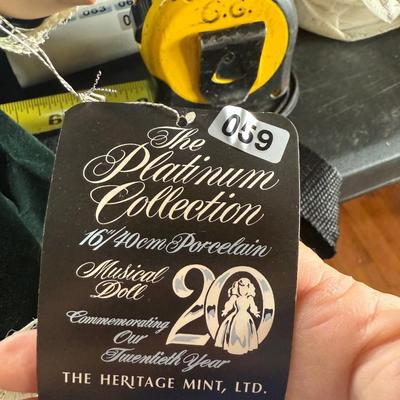 C.C.
059
The
Platinum
Collection
16"/40cm Porcelain
Musical
Doll
20
Commemorating
Our
Twentieth Year
THE HERITAGE MINT, LTD.